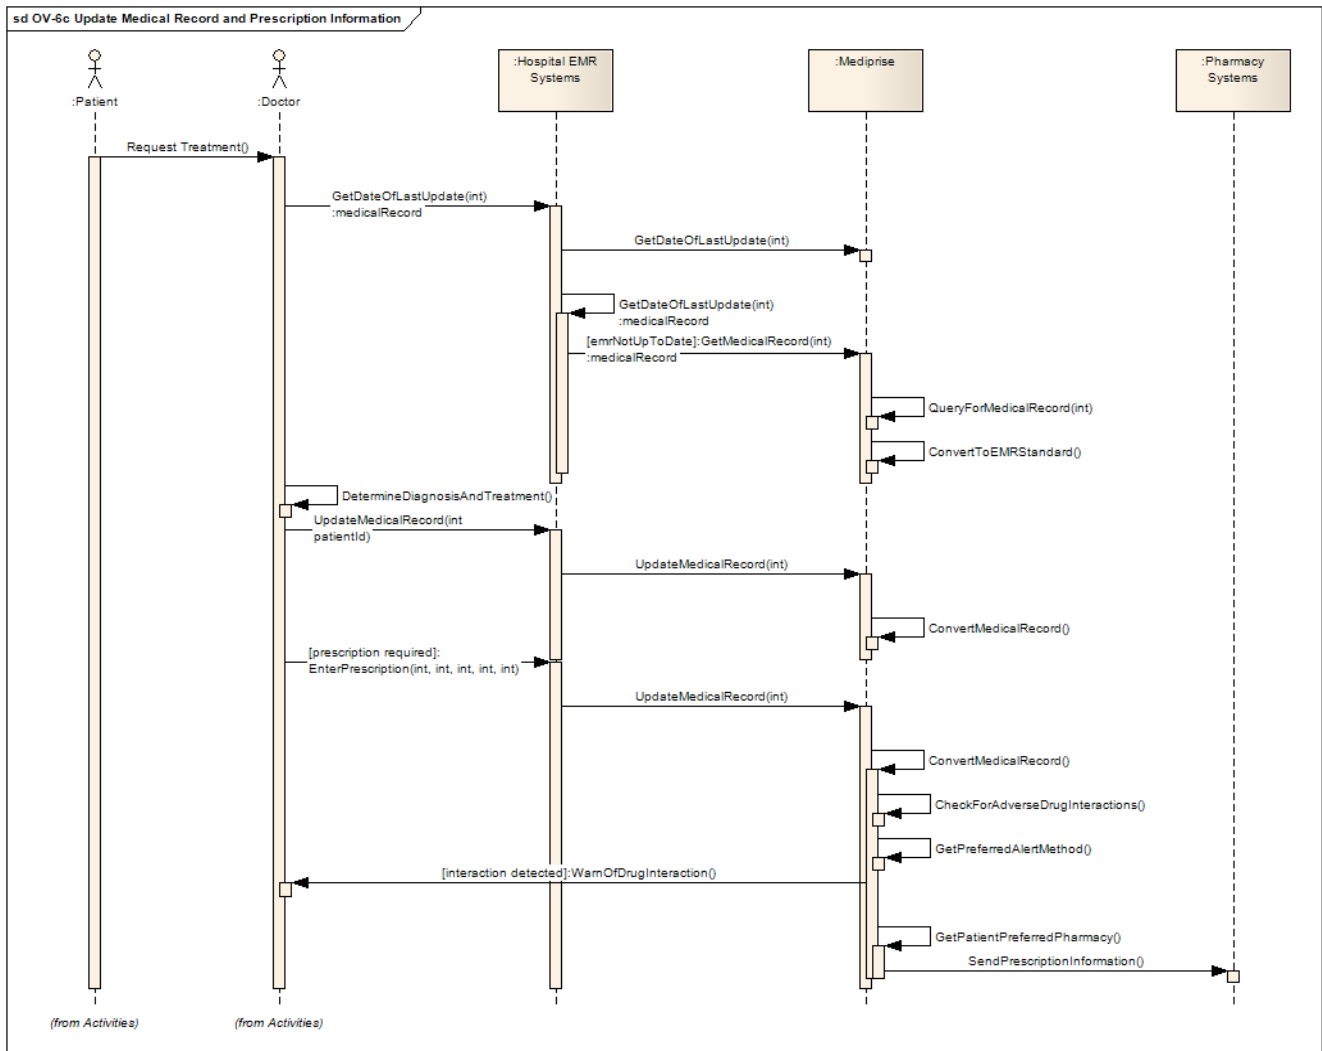 sd OV-6c Update Medical Record and Prescription Information
:Patient
:Doctor
:Hospital EMR
Systems
:Mediprise
:Pharmacy
Systems
Request Treatment()
GetDateOfLastUpdate(int)
:medicalRecord
GetDateOfLastUpdate(int)
GetDateOfLastUpdate(int)
:medicalRecord
[emrNotUpToDate]:GetMedicalRecord(int)
:medicalRecord
QueryForMedicalRecord(int)
ConvertToEMRStandard()
DetermineDiagnosisAndTreatment()
UpdateMedicalRecord(int
patientId)
UpdateMedicalRecord(int)
ConvertMedicalRecord()
[prescription required]:
EnterPrescription(int, int, int, int, int)
UpdateMedicalRecord(int)
ConvertMedicalRecord()
CheckForAdverseDrugInteractions()
GetPreferredAlertMethod()
[interaction detected]:WarnOfDrugInteraction()
GetPatientPreferredPharmacy()
SendPrescriptionInformation()
(from Activities)
(from Activities)